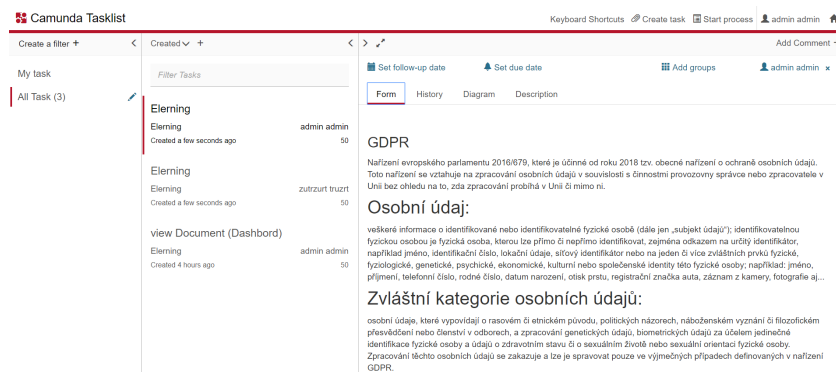 Camunda Tasklist
Keyboard Shortcuts Create task Start process admin admin
Create a filter +
Created +
Add Comment
My task
All Task (3)
Filter Tasks
Elerning
Elerning admin admin
Created a few seconds ago 50
Elerning
Elerning zutrzurt truzrt
Created a few seconds ago 50
view Document (Dashbord)
Elerning admin admin
Created 4 hours ago 50
Set follow-up date Set due date Add groups admin admin ×
Form History Diagram Description
GDPR
Nařízení evropského parlamentu 2016/679, které je účinné od roku 2018 tzv. obecné nařízení o ochraně osobních údajů.
Toto nařízení se vztahuje na zpracování osobních údajů v souvislosti s činnostmi provozovny správce nebo zpracovatele v
Unii bez ohledu na to, zda zpracování probíhá v Unii či mimo ni.
Osobní údaj:
veškeré informace o identifikované nebo identifikovatelné fyzické osobě (dále jen „subjekt údajů"); identifikovatelnou
fyzickou osobou je fyzická osoba, kterou lze přímo či nepřímo identifikovat, zejména odkazem na určitý identifikátor,
například jméno, identifikační číslo, lokační údaje, síťový identifikátor nebo na jeden či více zvláštních prvků fyzické,
fyziologické, genetické, psychické, ekonomické, kulturní nebo společenské identity této fyzické osoby; například: jméno,
příjmení, telefonní číslo, rodné číslo, datum narození, otisk prstu, registrační značka auta, záznam z kamery, fotografie aj...
Zvláštní kategorie osobních údajů:
osobní údaje, které vypovídají o rasovém či etnickém původu, politických názorech, náboženském vyznání či filozofickém
přesvědčení nebo členství v odborech, a zpracování genetických údajů, biometrických údajů za účelem jedinečné
identifikace fyzické osoby a údajů o zdravotním stavu či o sexuálním životě nebo sexuální orientaci fyzické osoby.
Zpracování těchto osobních údajů se zakazuje a lze je spravovat pouze ve výjmečných případech definovaných v nařízení
GDPR.